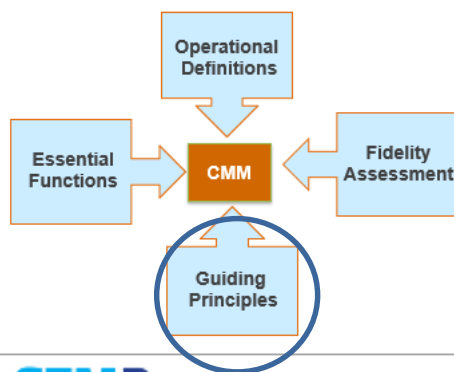 Operational
Definitions
Essential
Functions
CMM
Fidelity
Assessment
Guiding
Principles